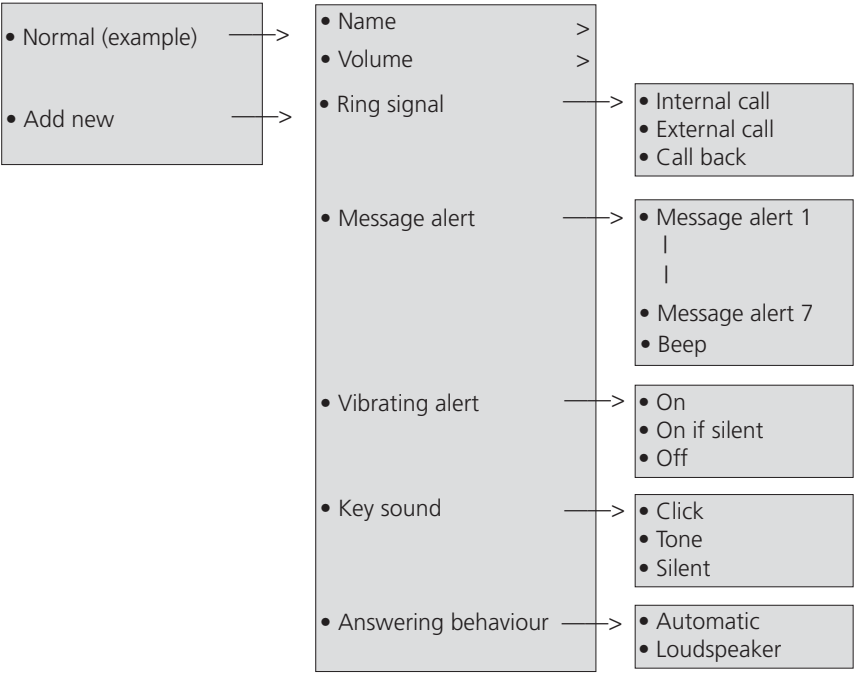 • Normal (example) >
• Add new >
• Name >
• Volume >
• Ring signal >
• Message alert >
• Vibrating alert >
• Key sound >
• Answering behaviour >
• Internal call
• External call
• Call back
• Message alert 1
|
|
• Message alert 7
• Beep
• On
• On if silent
• Off
• Click
• Tone
• Silent
• Automatic
• Loudspeaker